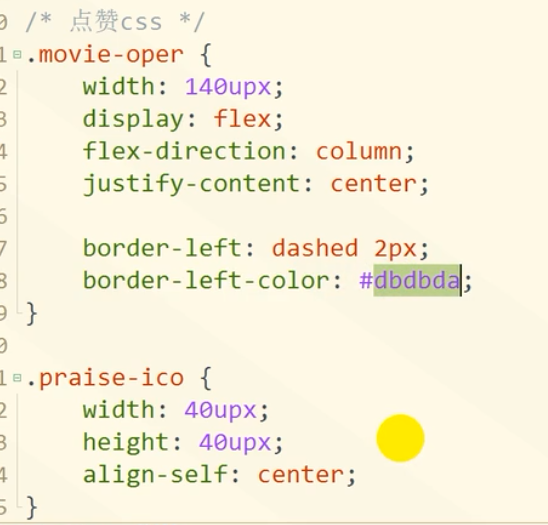 0 /* 点赞css */
1 .movie-oper {
2 width: 140upx;
3 display: flex;
4 flex-direction: column;
5 justify-content: center;
6
7 border-left: dashed 2px;
8 border-left-color: #dbdbda;
9 }
0
1 .praise-ico {
2 width: 40upx;
3 height: 40upx;
4 align-self: center;
5 }